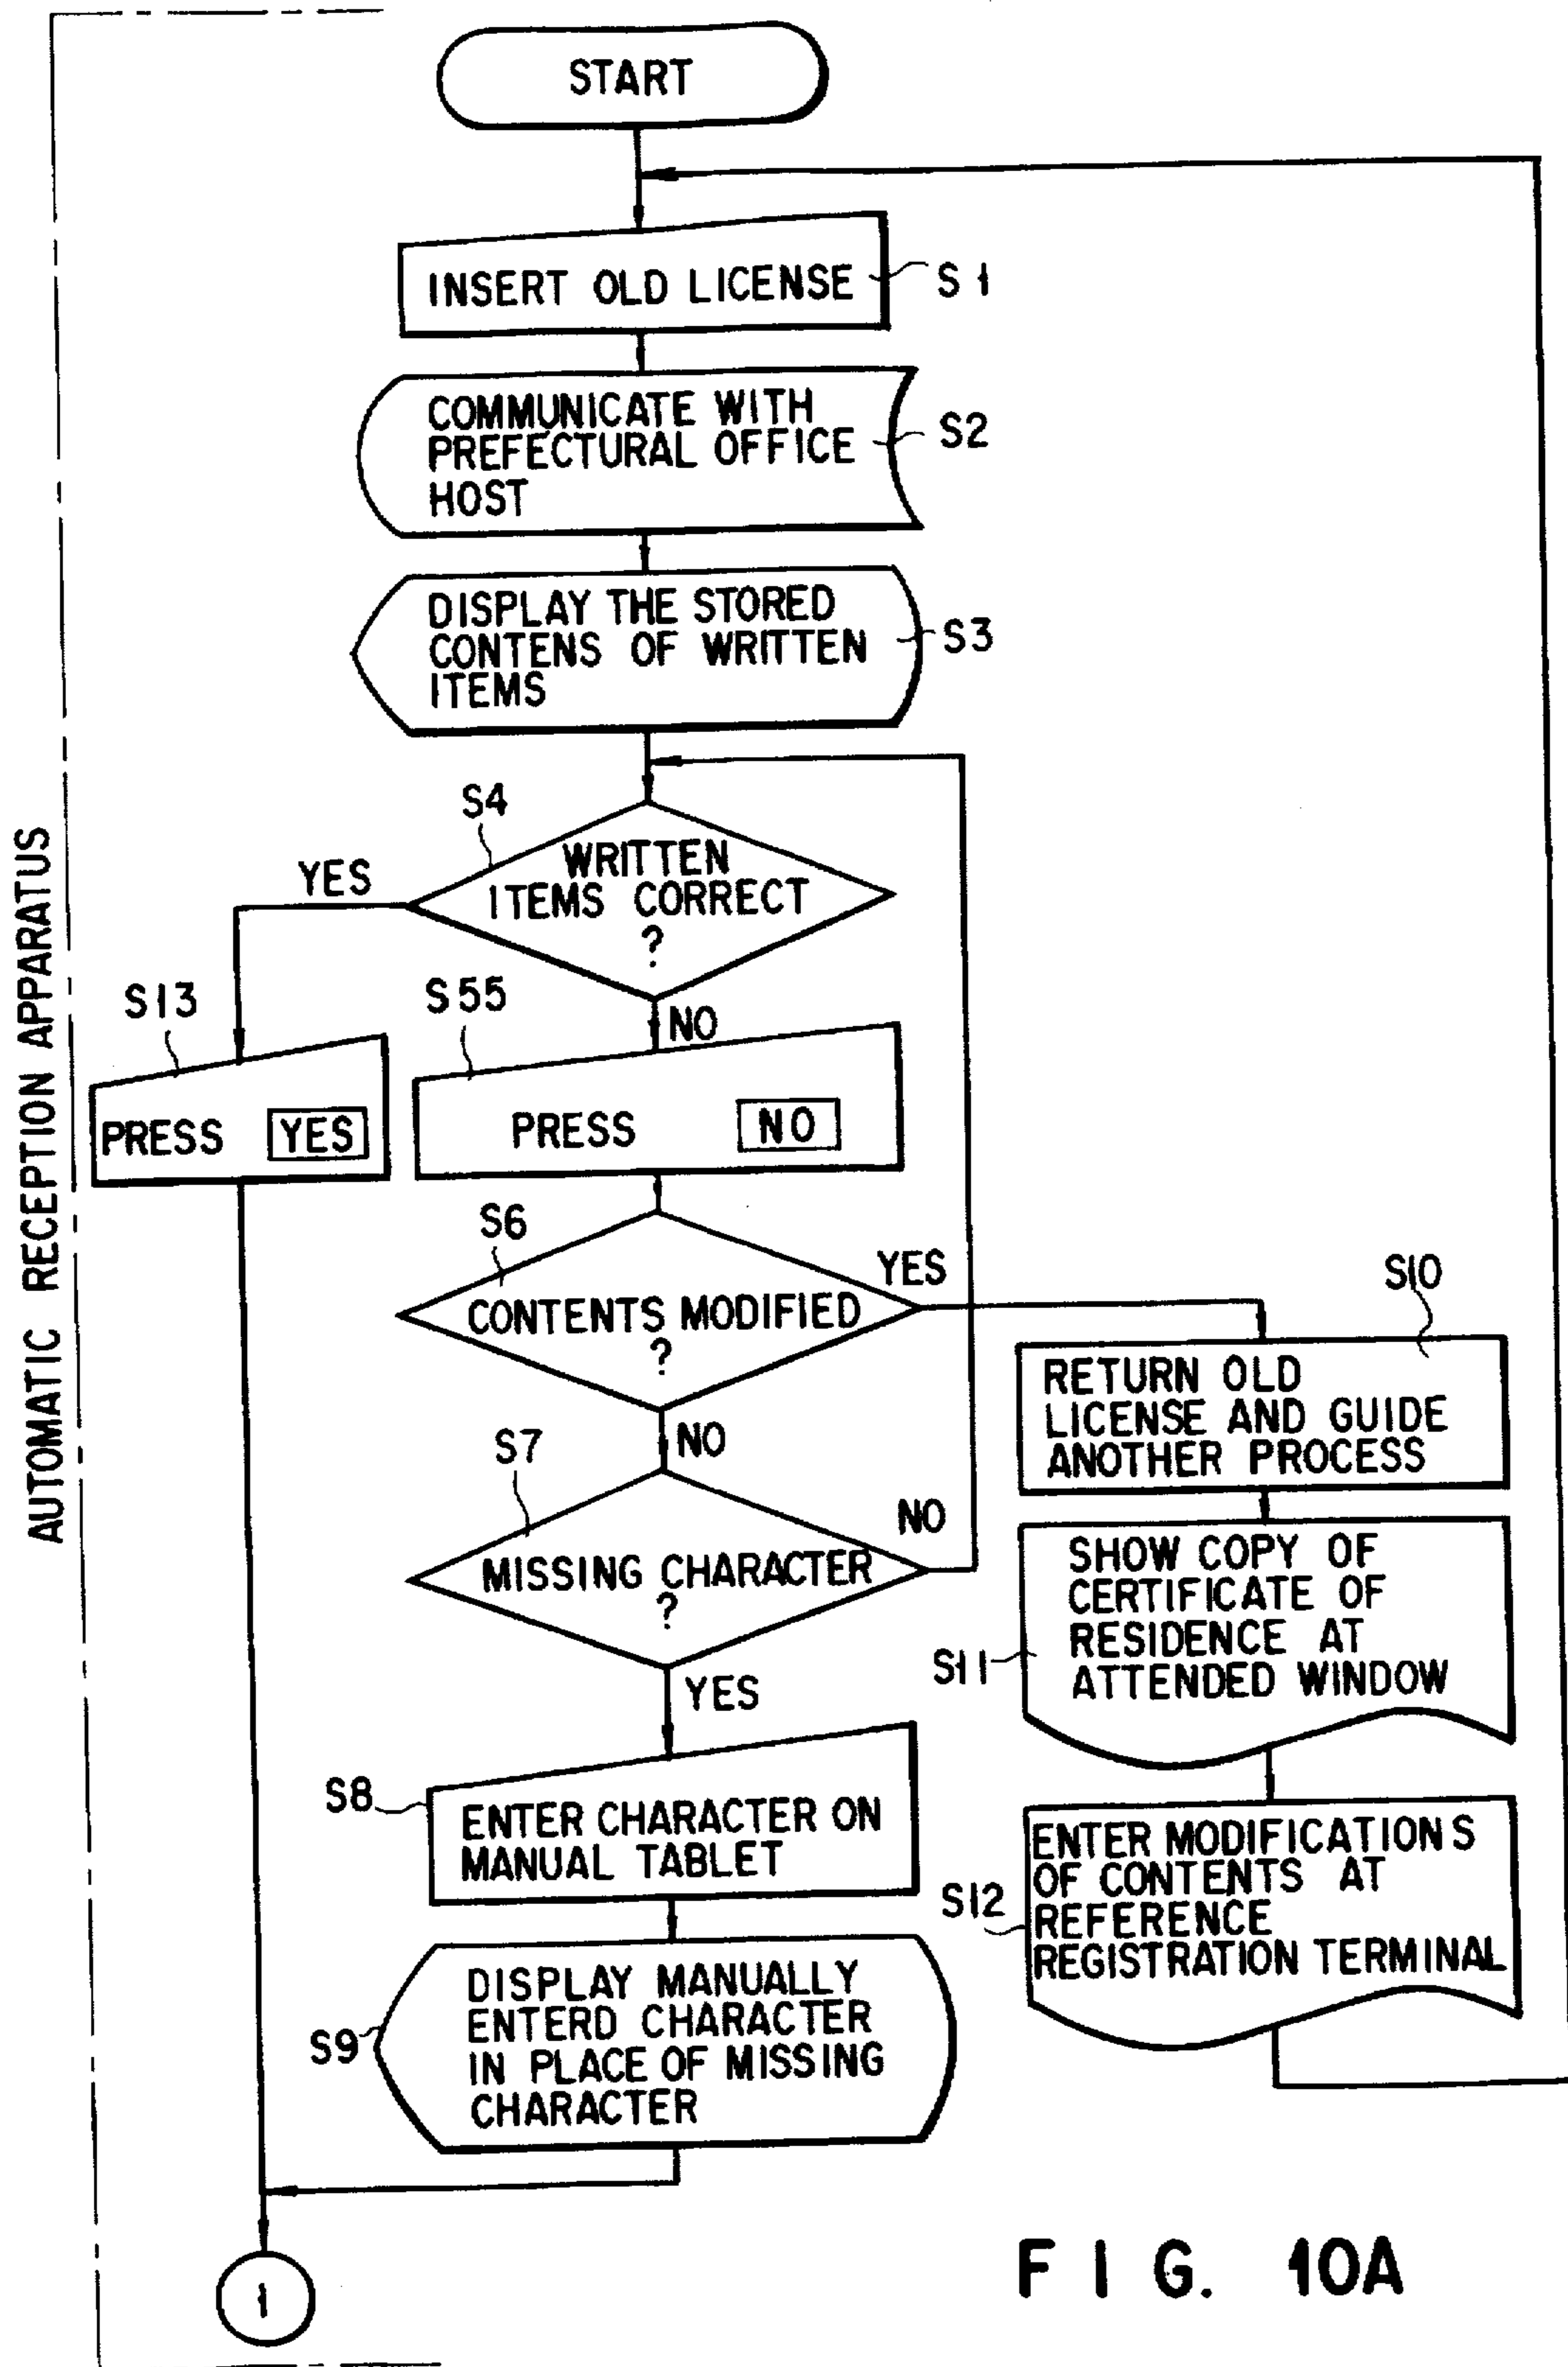 START
INSERT OLD LICENSE
S1
COMMUNICATE WITH
PREFECTURAL OFFICE
HOST
S2
DISPLAY THE STORED
CONTENS OF WRITTEN
ITEMS
S3
S4
WRITTEN
ITEMS CORRECT
?
YES
NO
S13
PRESS YES
S55
PRESS NO
S6
CONTENTS MODIFIED
?
YES
NO
S7
MISSING CHARACTER
?
NO
YES
S8
ENTER CHARACTER ON
MANUAL TABLET
S9
DISPLAY MANUALLY
ENTERD CHARACTER
IN PLACE OF MISSING
CHARACTER
S10
RETURN OLD
LICENSE AND GUIDE
ANOTHER PROCESS
S11
SHOW COPY OF
CERTIFICATE OF
RESIDENCE AT
ATTENDED WINDOW
S12
ENTER MODIFICATIONS
OF CONTENTS AT
REFERENCE
REGISTRATION TERMINAL
1
AUTOMATIC RECEPTION APPARATUS
FIG. 10A